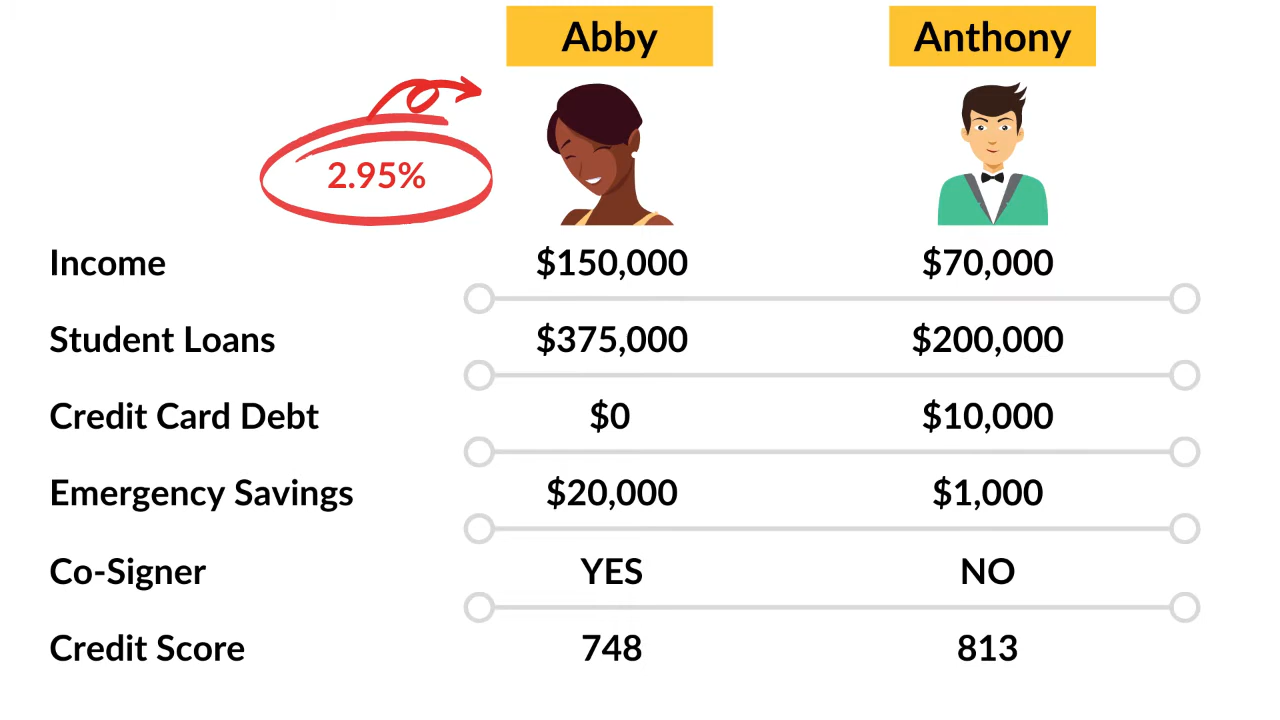 Abby Anthony
2.95%
Income $150,000 $70,000
Student Loans $375,000 $200,000
Credit Card Debt $0 $10,000
Emergency Savings $20,000 $1,000
Co-Signer YES NO
Credit Score 748 813